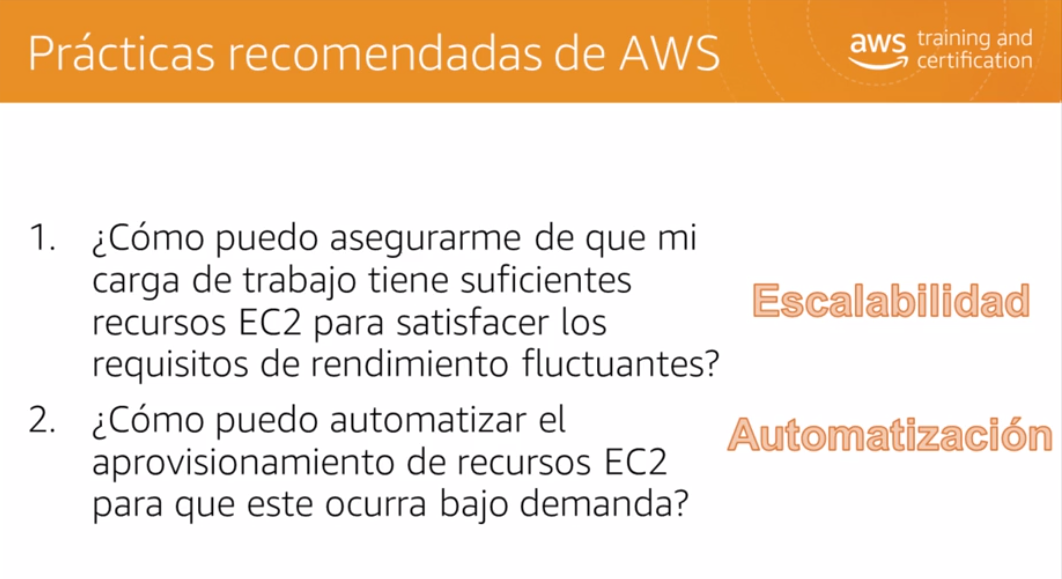 Prácticas recomendadas de AWS
aws training and
certification
1. ¿Cómo puedo asegurarme de que mi
carga de trabajo tiene suficientes
recursos EC2 para satisfacer los
requisitos de rendimiento fluctuantes?
Escalabilidad
2. ¿Cómo puedo automatizar el
aprovisionamiento de recursos EC2
para que este ocurra bajo demanda?
Automatización